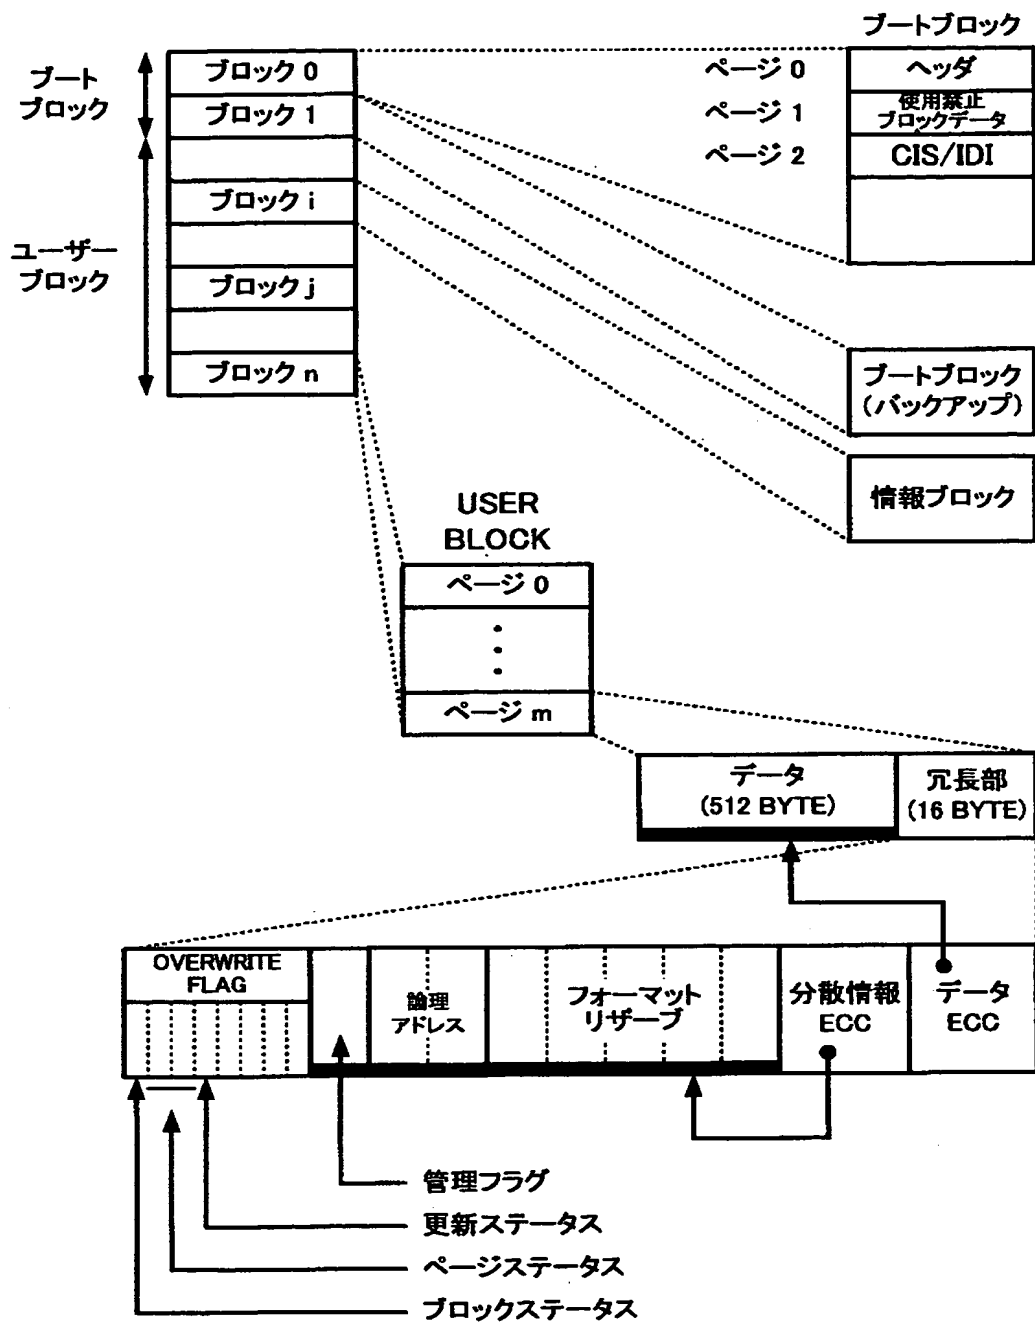 ブートブロック
ブート
ブロック
ブロック 0
ブロック 1
ブロック i
ブロック j
ブロック n
ユーザー
ブロック
ページ 0
ページ 1
ページ 2
ヘッダ
使用禁止
ブロックデータ
CIS/IDI
ブートブロック
(バックアップ)
情報ブロック
USER
BLOCK
ページ 0
ページ m
データ
(512 BYTE)
冗長部
(16 BYTE)
OVERWRITE
FLAG
論理
アドレス
フォーマット
リザーブ
分散情報
ECC
データ
ECC
管理フラグ
更新ステータス
ページステータス
ブロックステータス